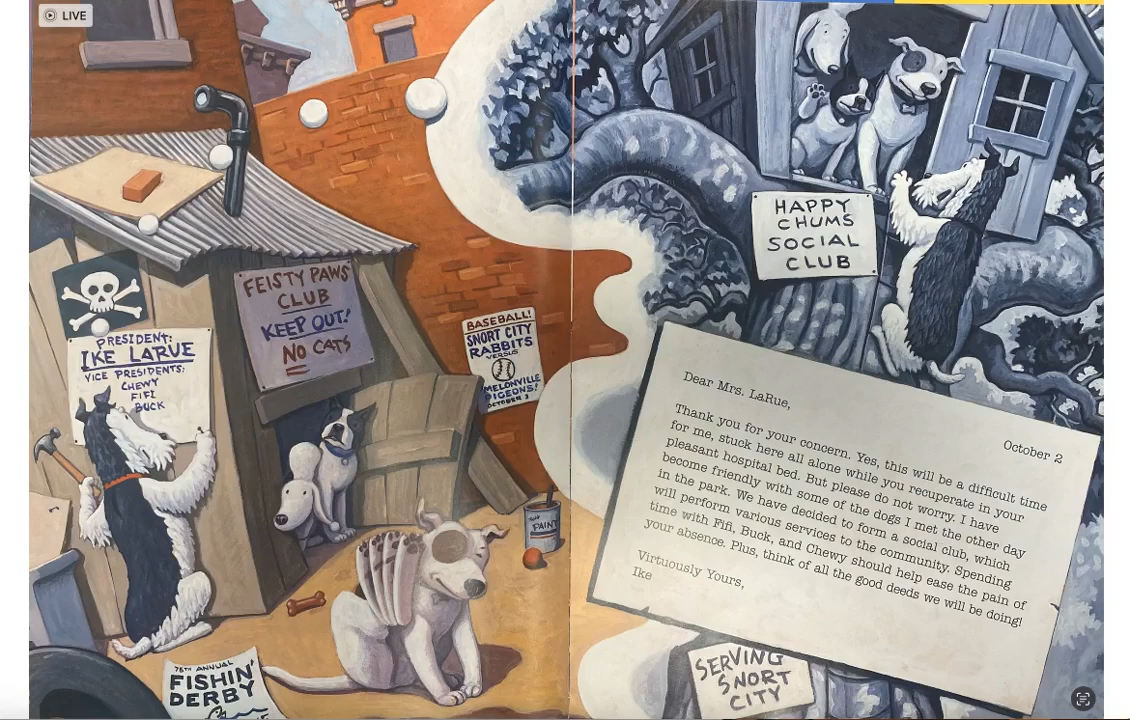 LIVE
PRESIDENT:
IKE LARUE
VICE PRESIDENTS:
CHEWY
FIFI
BUCK
FEISTY PAWS
CLUB
KEEP OUT!
NO CATS
BASEBALL!
SNORT CITY
RABBITS
VERSUS
MELONVILLE
PIGEONS!
OCTOBER 3
PAINT
75TH ANNUAL
FISHIN'
DERBY
HAPPY
CHUMS
SOCIAL
CLUB
October 2
Dear Mrs. LaRue,
Thank you for your concern. Yes, this will be a difficult time
for me, stuck here all alone while you recuperate in your
pleasant hospital bed. But please do not worry. I have
become friendly with some of the dogs I met the other day
in the park. We have decided to form a social club, which
will perform various services to the community. Spending
time with Fifi, Buck, and Chewy should help ease the pain of
your absence. Plus, think of all the good deeds we will be doing!
Virtuously Yours,
Ike
SERVING
SNORT
CITY